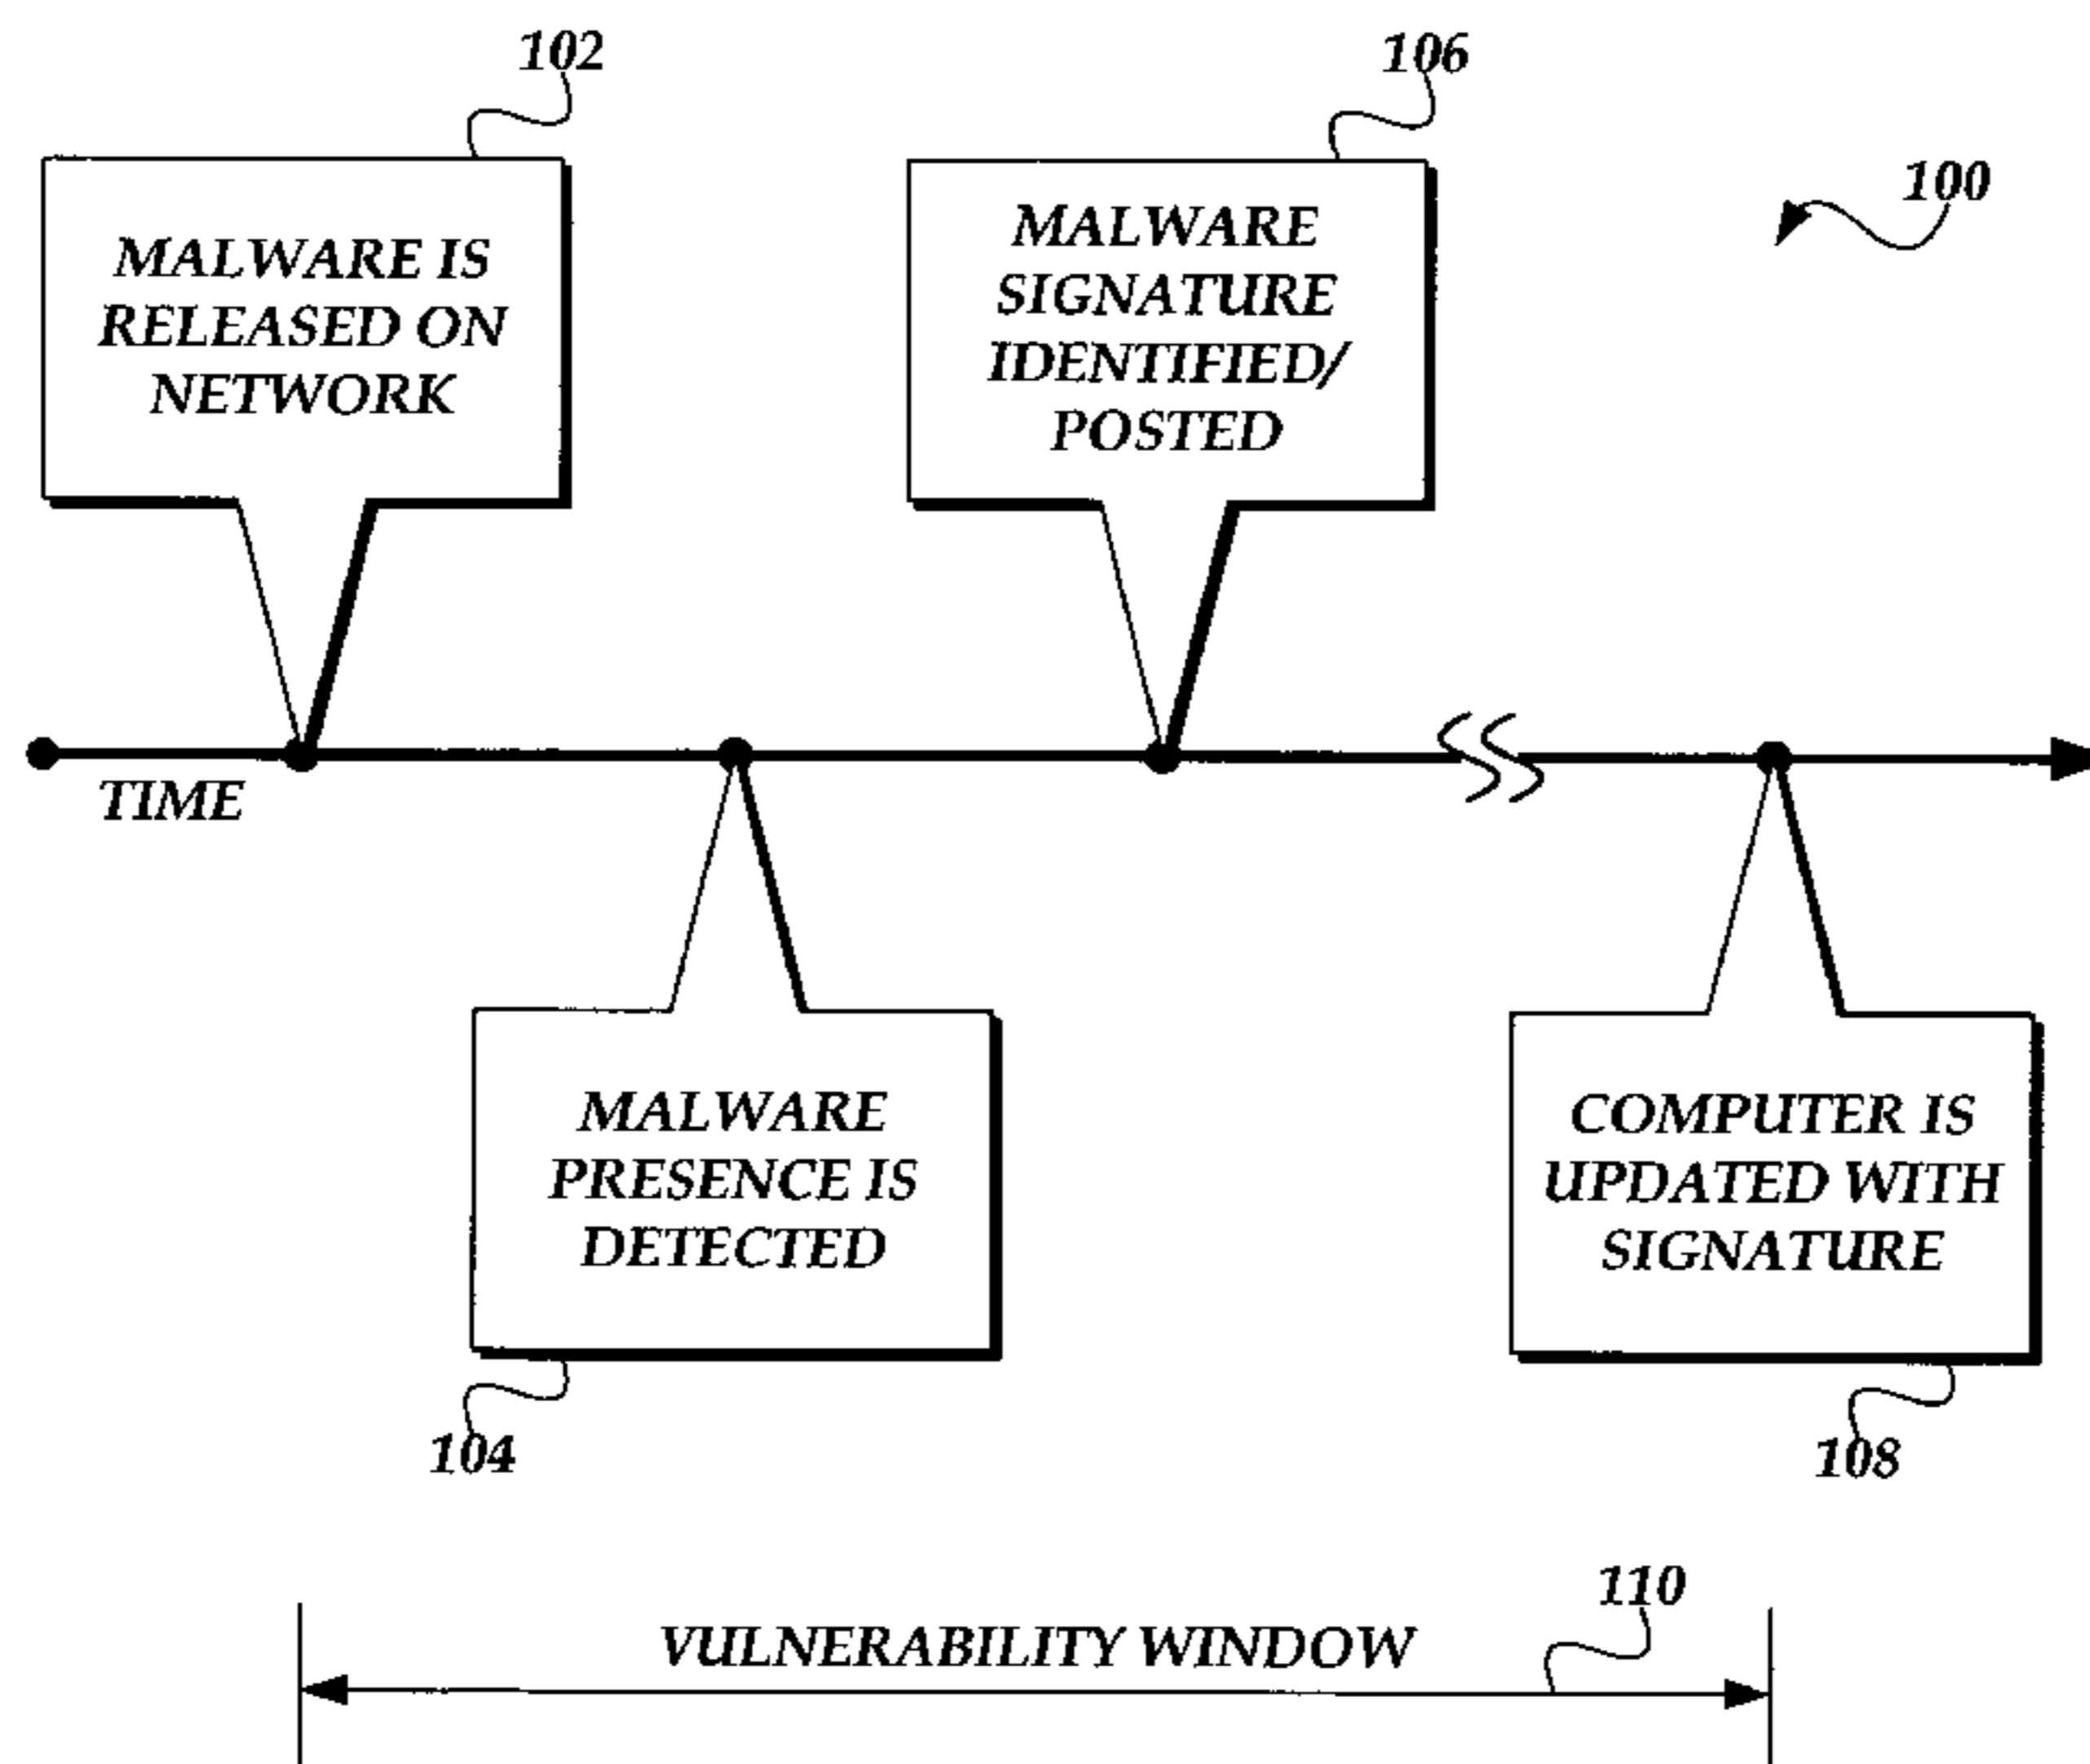 102
106
100
MALWARE IS
RELEASED ON
NETWORK
MALWARE
SIGNATURE
IDENTIFIED/
POSTED
TIME
MALWARE
PRESENCE IS
DETECTED
COMPUTER IS
UPDATED WITH
SIGNATURE
104
108
110
VULNERABILITY WINDOW